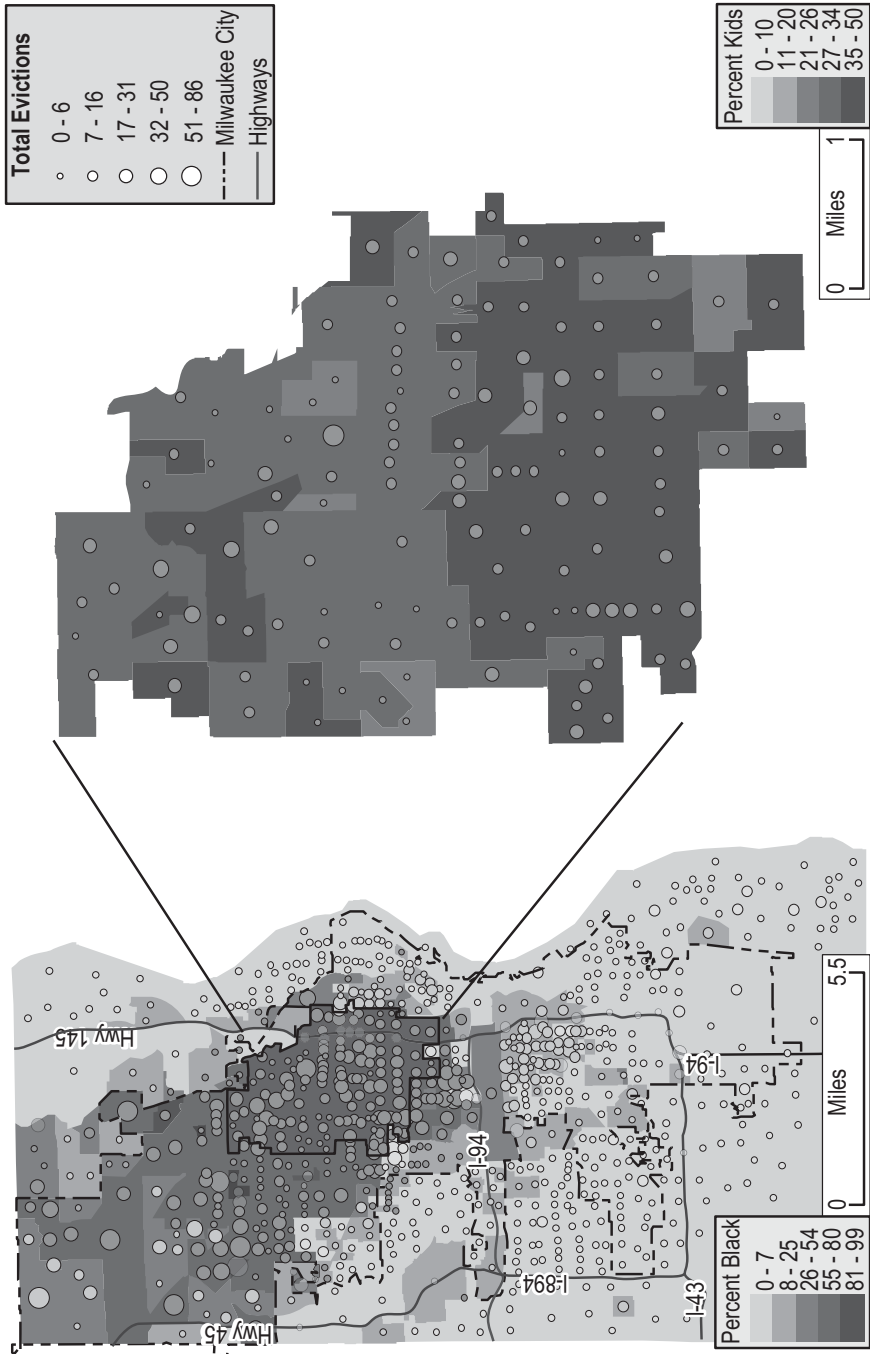 Total Evictions
0 - 6
7 - 16
17 - 31
32 - 50
51 - 86
Milwaukee City
Highways
Percent Kids
0 - 10
11 - 20
21 - 26
27 - 34
35 - 50
0 1
Miles
Hwy 145
I-94
I-94
Hwy 45
I-894
I-43
Percent Black
0 - 7
8 - 25
26 - 54
55 - 80
81 - 99
0 5.5
Miles